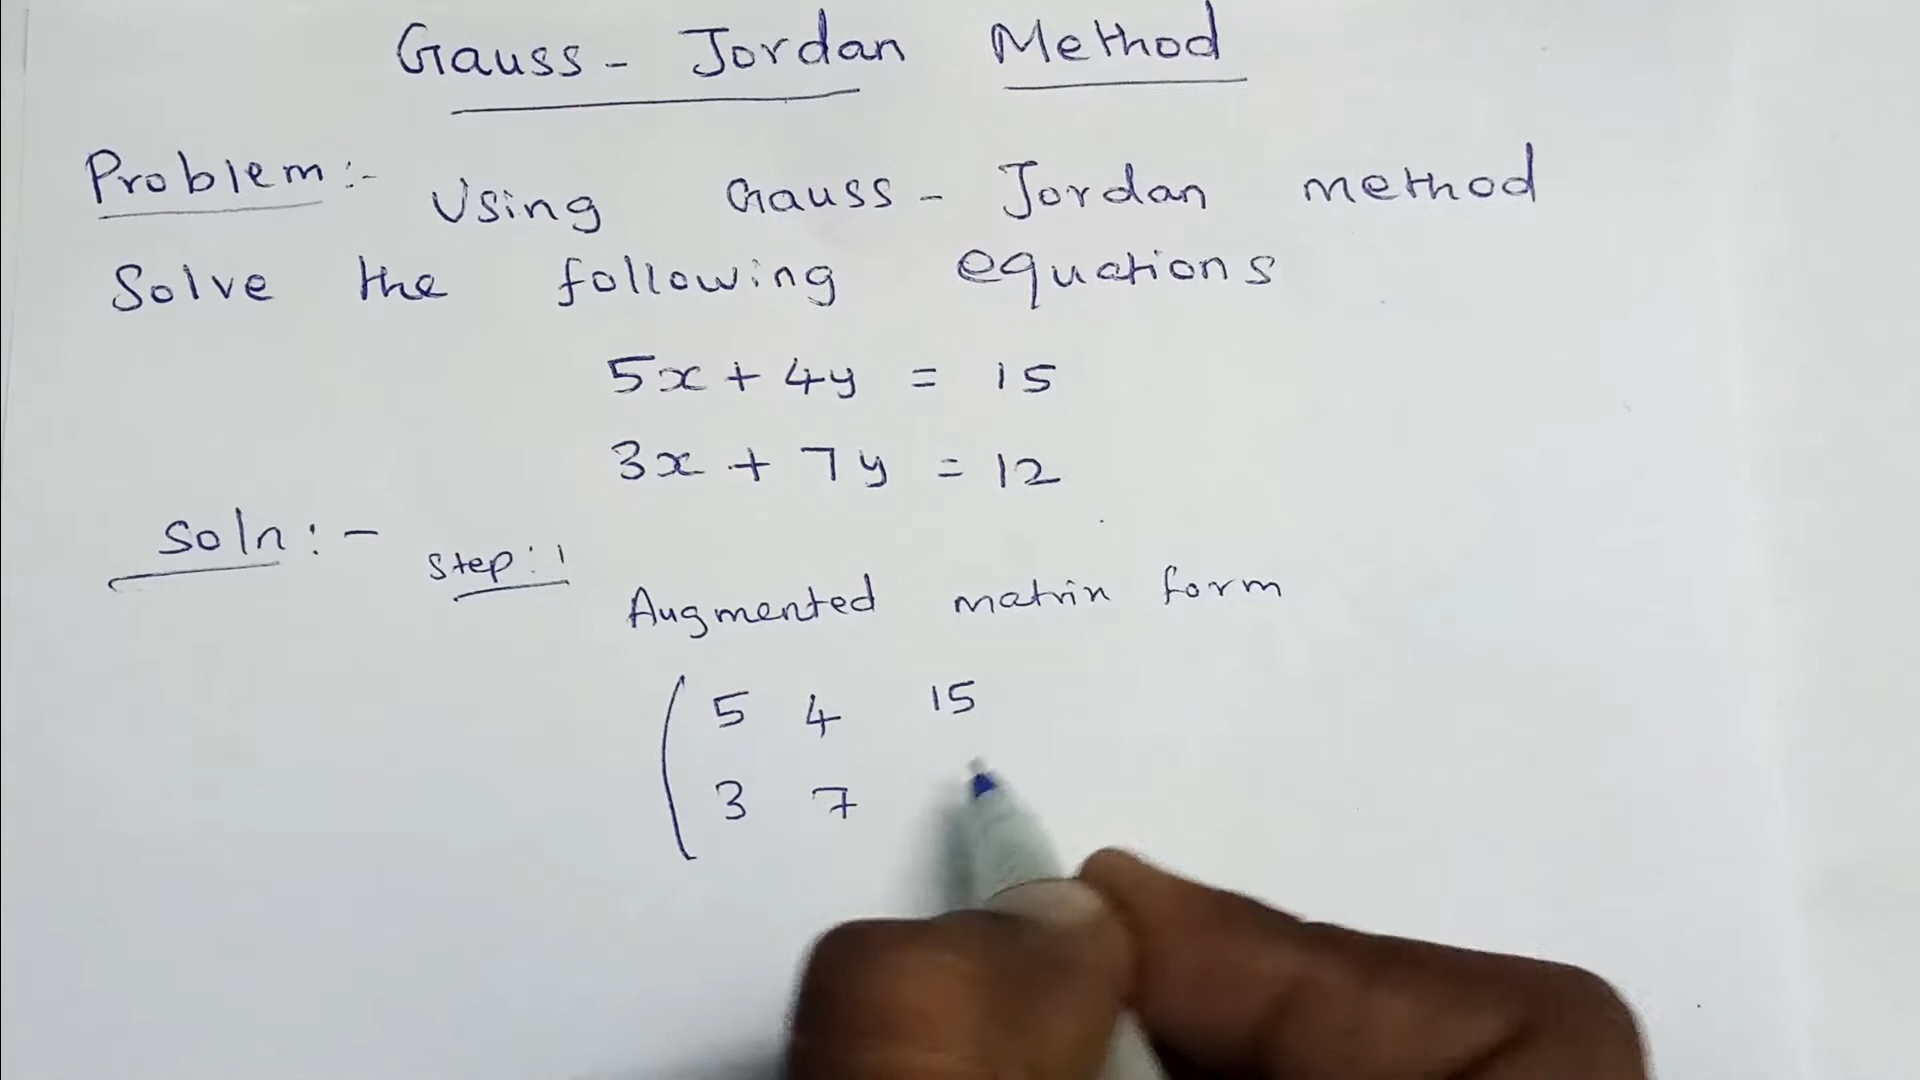 Gauss - Jordan Method
Problem :- Using Gauss - Jordan method
Solve the following equations
5x + 4y = 15
3x + 7y = 12
Soln :- Step : 1
Augmented matrix form
( 5 4 15
3 7